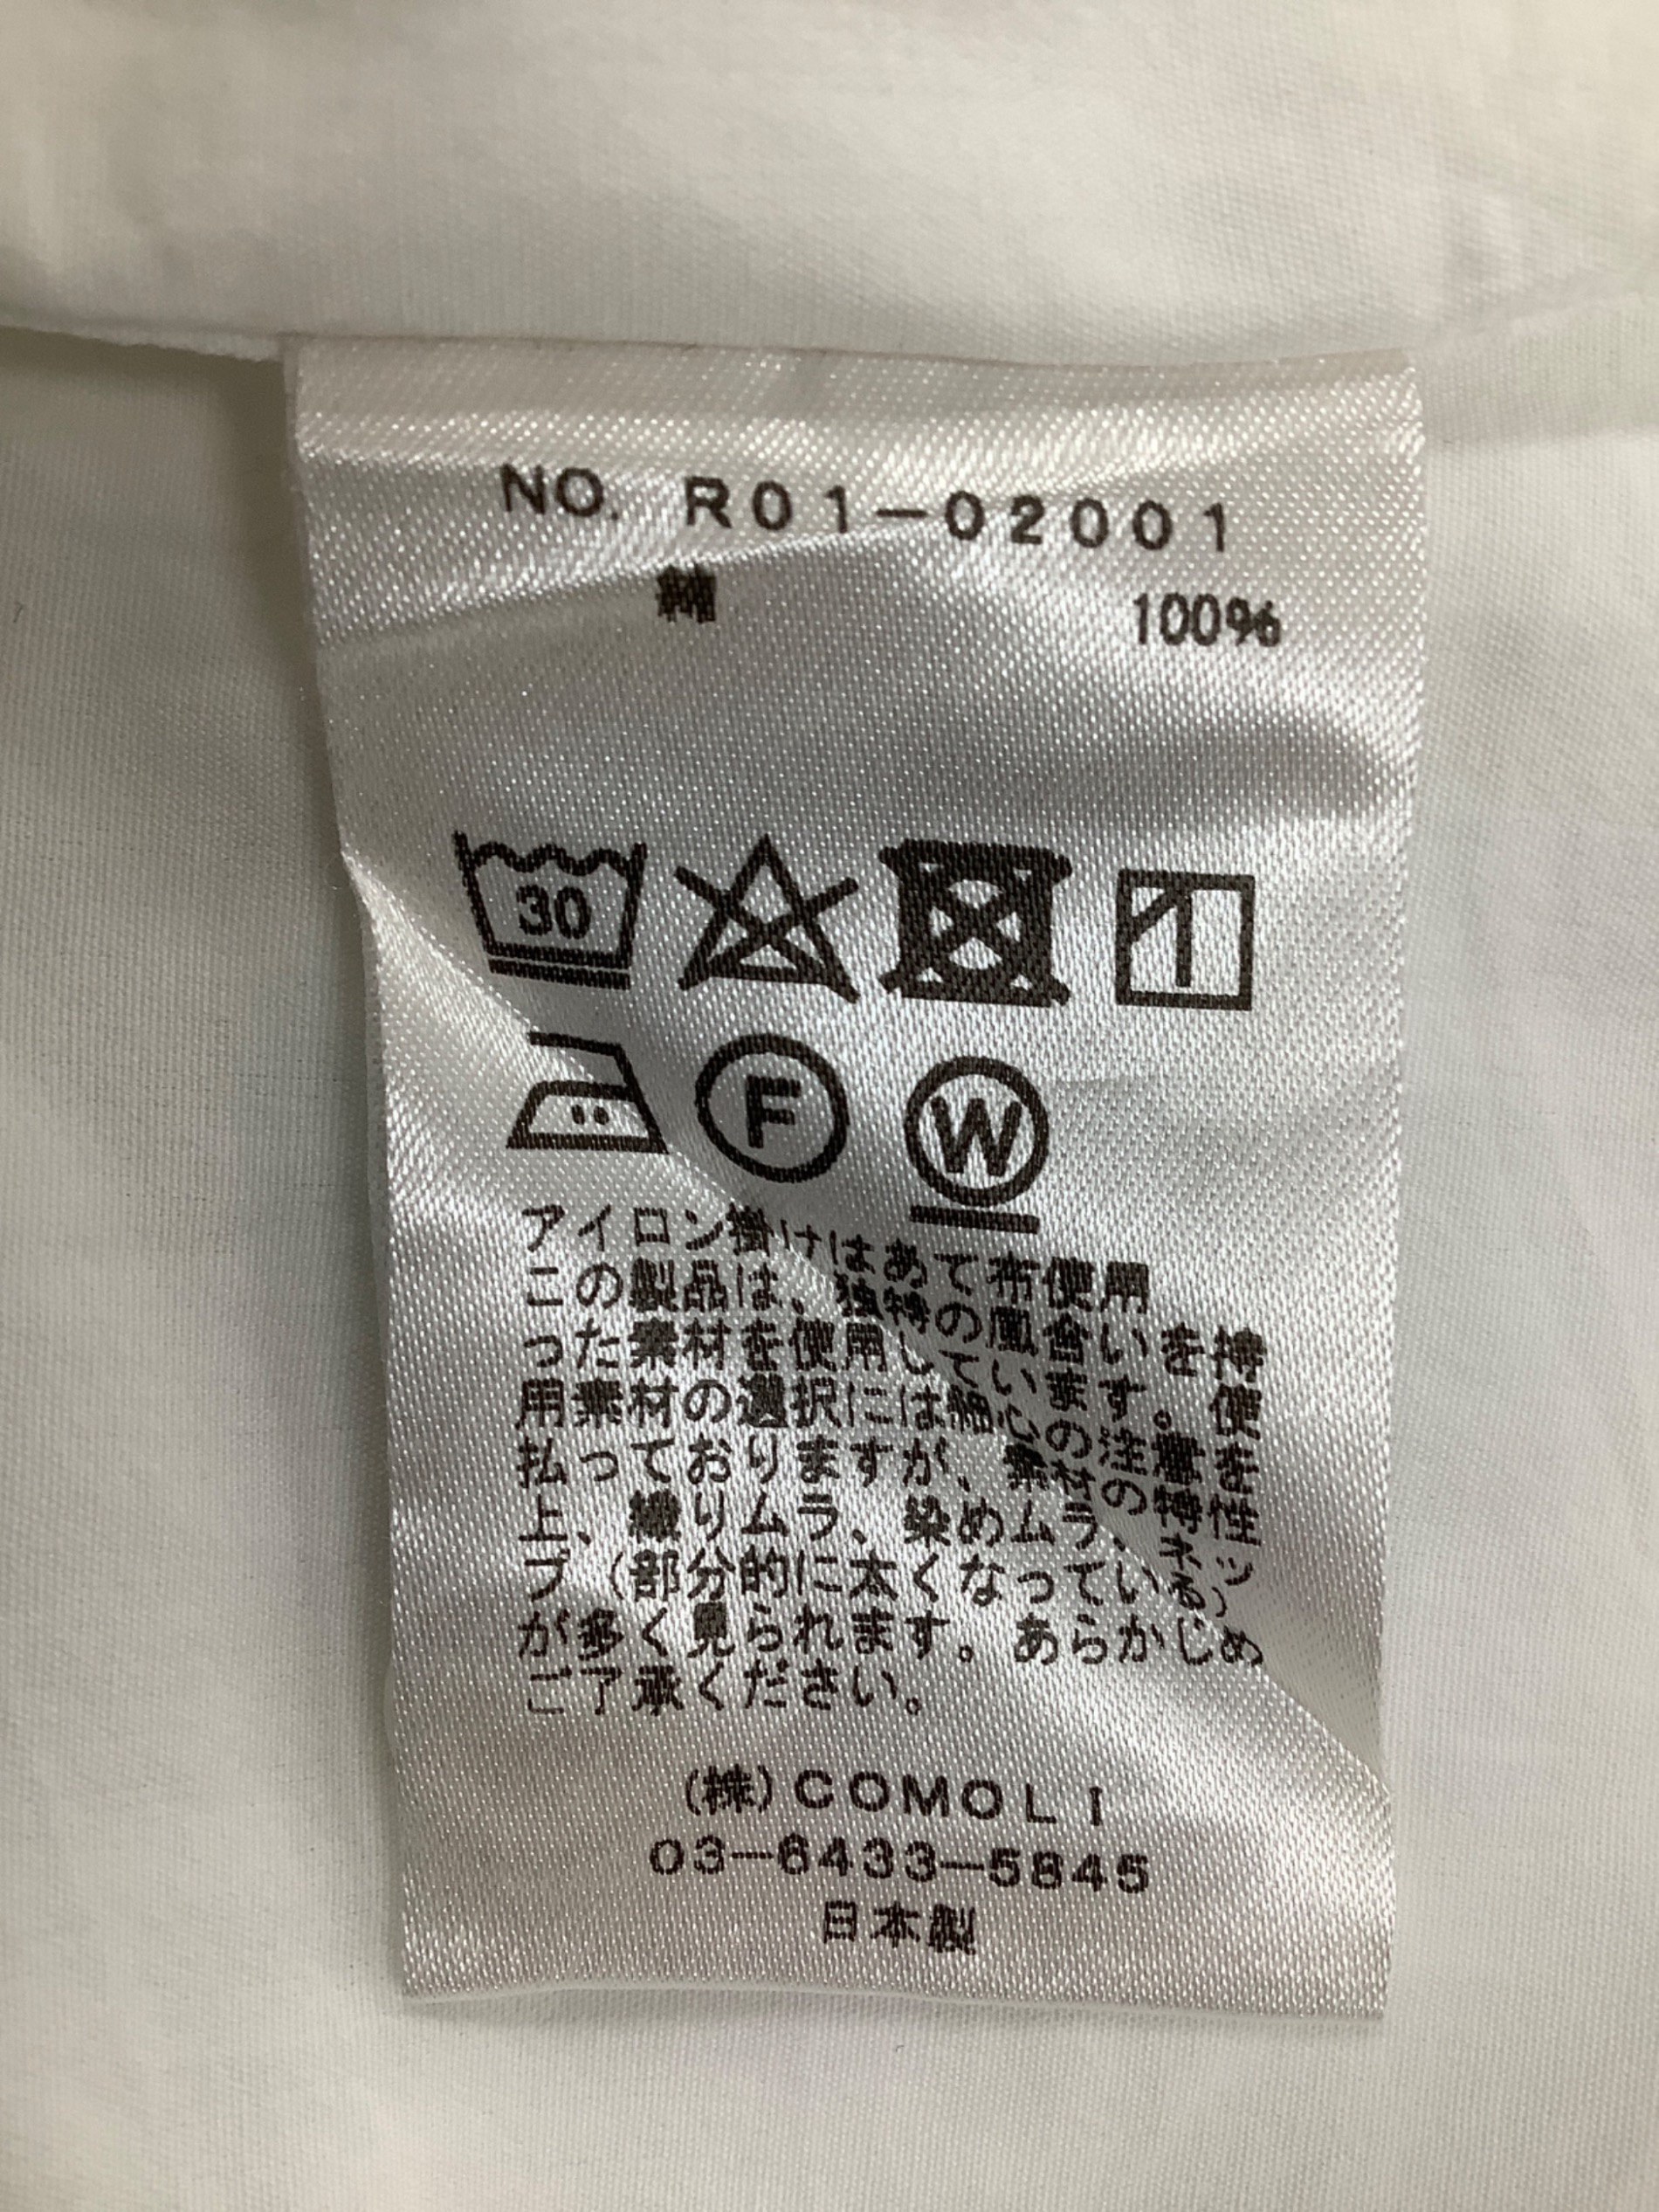 NO. R01-02001
綿 100%
30
F W
アイロン掛けはあて布使用
この製品は、独特の風合いを持
った素材を使用しています。使
用素材の選択には細心の注意を
払っておりますが、素材の特性
上、織りムラ、染めムラ、ネッ
プ（部分的に太くなっている）
が多く見られます。あらかじめ
ご了承ください。
(株)COMOLI
03-6433-5845
日本製